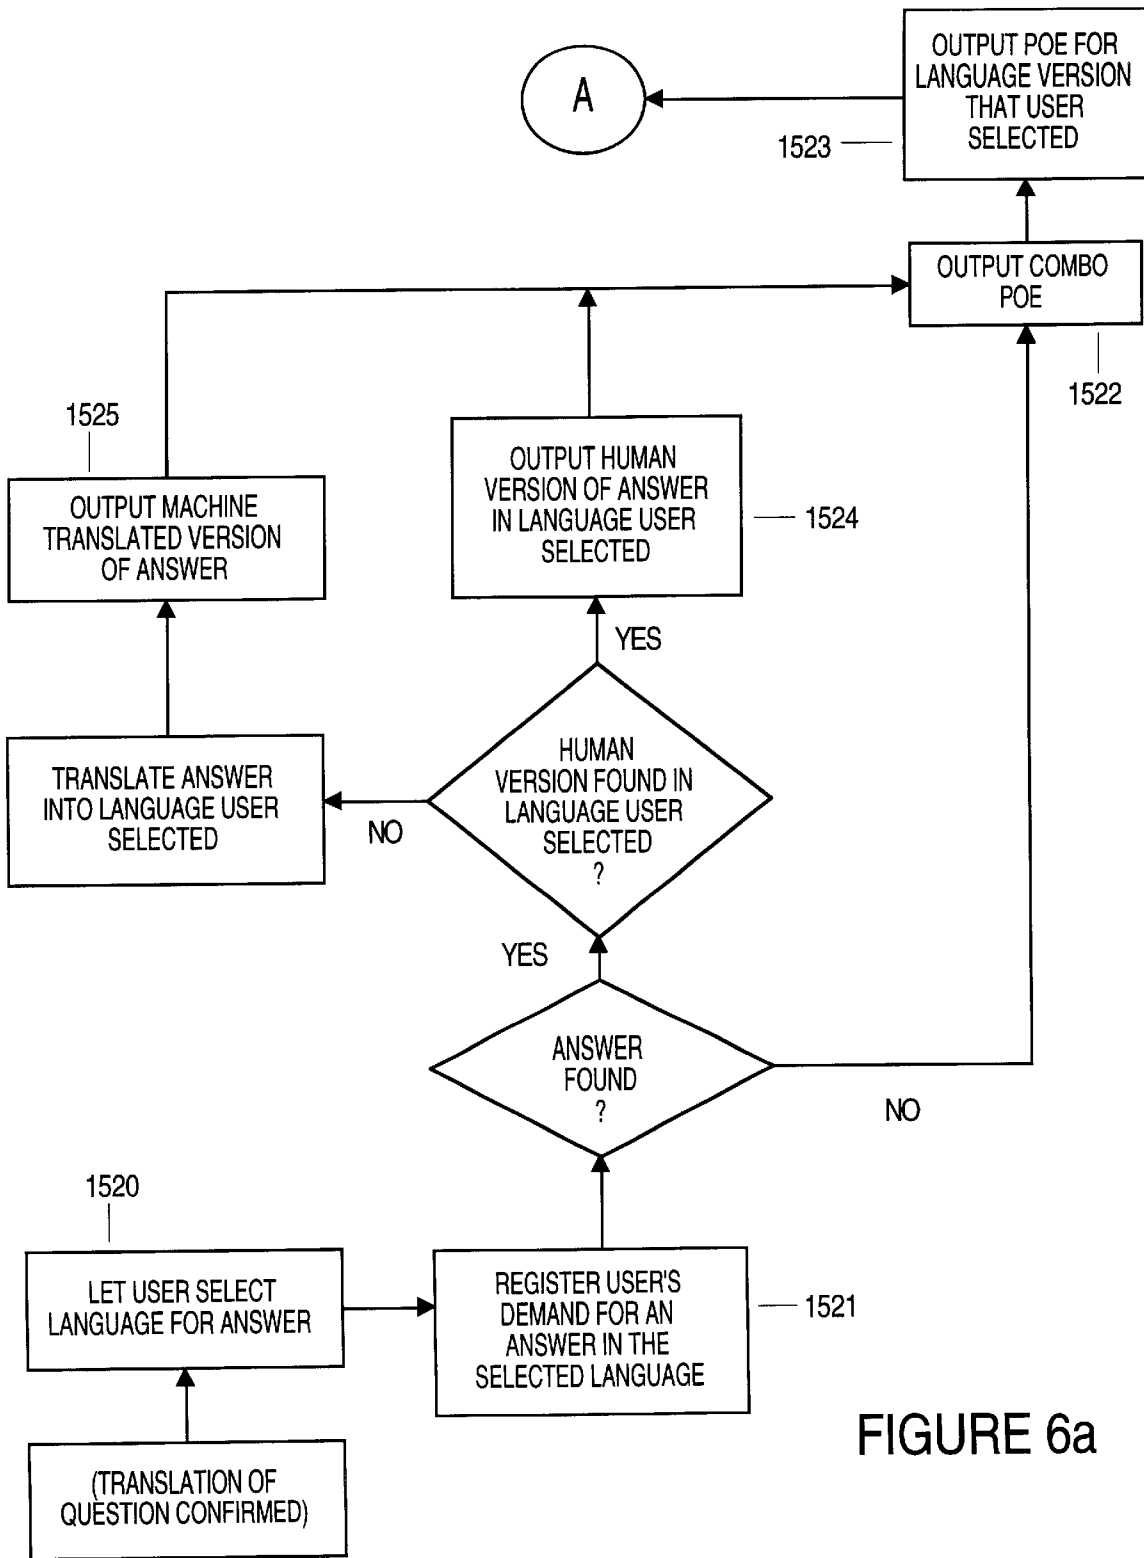 OUTPUT POE FOR
LANGUAGE VERSION
THAT USER
SELECTED
A
1523
OUTPUT COMBO
POE
1522
1525
OUTPUT MACHINE
TRANSLATED VERSION
OF ANSWER
OUTPUT HUMAN
VERSION OF ANSWER
IN LANGUAGE USER
SELECTED
1524
YES
TRANSLATE ANSWER
INTO LANGUAGE USER
SELECTED
NO
HUMAN
VERSION FOUND IN
LANGUAGE USER
SELECTED
?
YES
ANSWER
FOUND
?
NO
1520
LET USER SELECT
LANGUAGE FOR ANSWER
REGISTER USER'S
DEMAND FOR AN
ANSWER IN THE
SELECTED LANGUAGE
1521
(TRANSLATION OF
QUESTION CONFIRMED)
FIGURE 6a